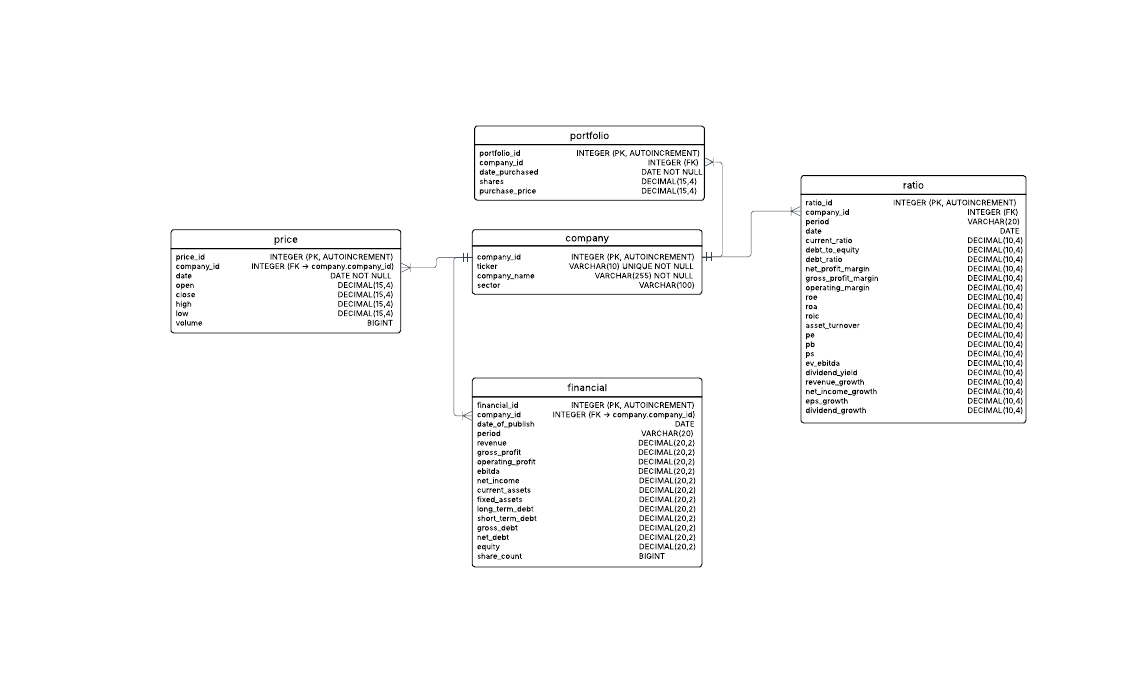 portfolio
portfolio_id INTEGER (PK, AUTOINCREMENT)
company_id INTEGER (FK)
date_purchased DATE NOT NULL
shares DECIMAL(15,4)
purchase_price DECIMAL(15,4)
ratio
ratio_id INTEGER (PK, AUTOINCREMENT)
company_id INTEGER (FK)
period VARCHAR(20)
date DATE
current_ratio DECIMAL(10,4)
debt_to_equity DECIMAL(10,4)
debt_ratio DECIMAL(10,4)
net_profit_margin DECIMAL(10,4)
gross_profit_margin DECIMAL(10,4)
operating_margin DECIMAL(10,4)
roe DECIMAL(10,4)
roa DECIMAL(10,4)
roic DECIMAL(10,4)
asset_turnover DECIMAL(10,4)
pe DECIMAL(10,4)
pb DECIMAL(10,4)
ps DECIMAL(10,4)
ev_ebitda DECIMAL(10,4)
dividend_yield DECIMAL(10,4)
revenue_growth DECIMAL(10,4)
net_income_growth DECIMAL(10,4)
eps_growth DECIMAL(10,4)
dividend_growth DECIMAL(10,4)
price
price_id INTEGER (PK, AUTOINCREMENT)
company_id INTEGER (FK → company.company_id)
date DATE NOT NULL
open DECIMAL(15,4)
close DECIMAL(15,4)
high DECIMAL(15,4)
low DECIMAL(15,4)
volume BIGINT
company
company_id INTEGER (PK, AUTOINCREMENT)
ticker VARCHAR(10) UNIQUE NOT NULL
company_name VARCHAR(255) NOT NULL
sector VARCHAR(100)
financial
financial_id INTEGER (PK, AUTOINCREMENT)
company_id INTEGER (FK → company.company_id)
date_of_publish DATE
period VARCHAR(20)
revenue DECIMAL(20,2)
gross_profit DECIMAL(20,2)
operating_profit DECIMAL(20,2)
ebitda DECIMAL(20,2)
net_income DECIMAL(20,2)
current_assets DECIMAL(20,2)
fixed_assets DECIMAL(20,2)
long_term_debt DECIMAL(20,2)
short_term_debt DECIMAL(20,2)
gross_debt DECIMAL(20,2)
net_debt DECIMAL(20,2)
equity DECIMAL(20,2)
share_count BIGINT